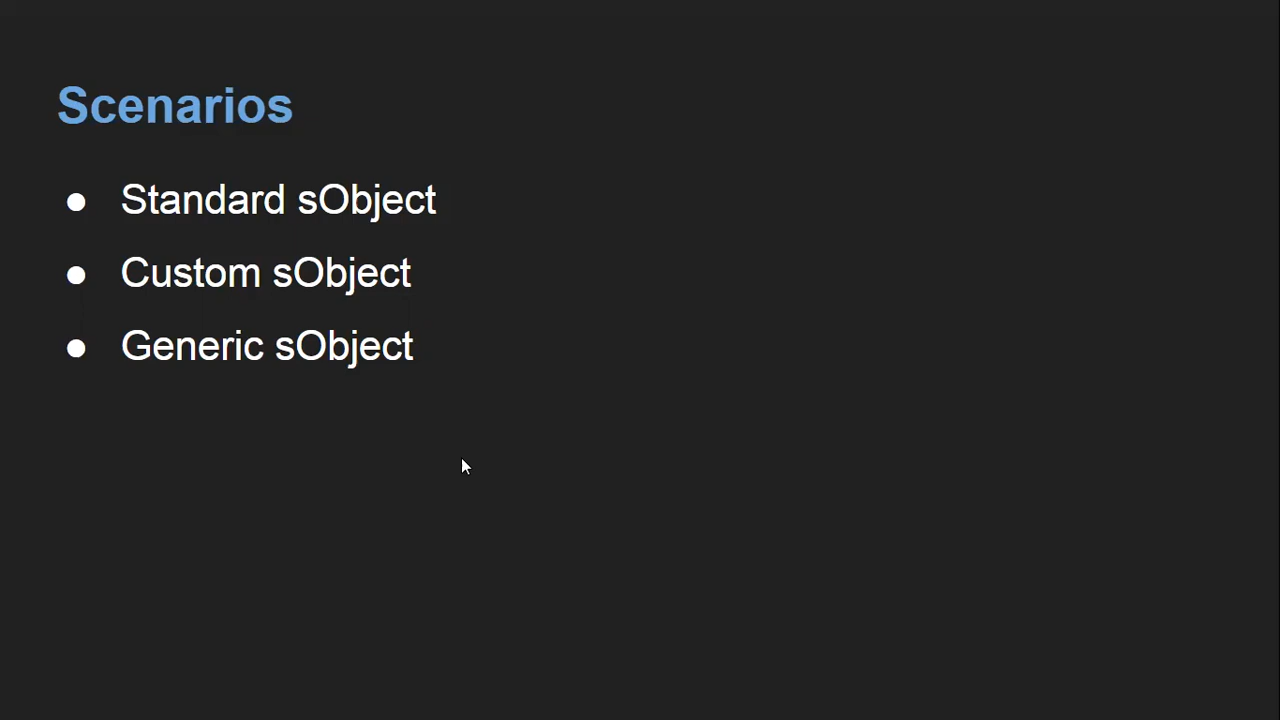 Scenarios
● Standard sObject
● Custom sObject
● Generic sObject